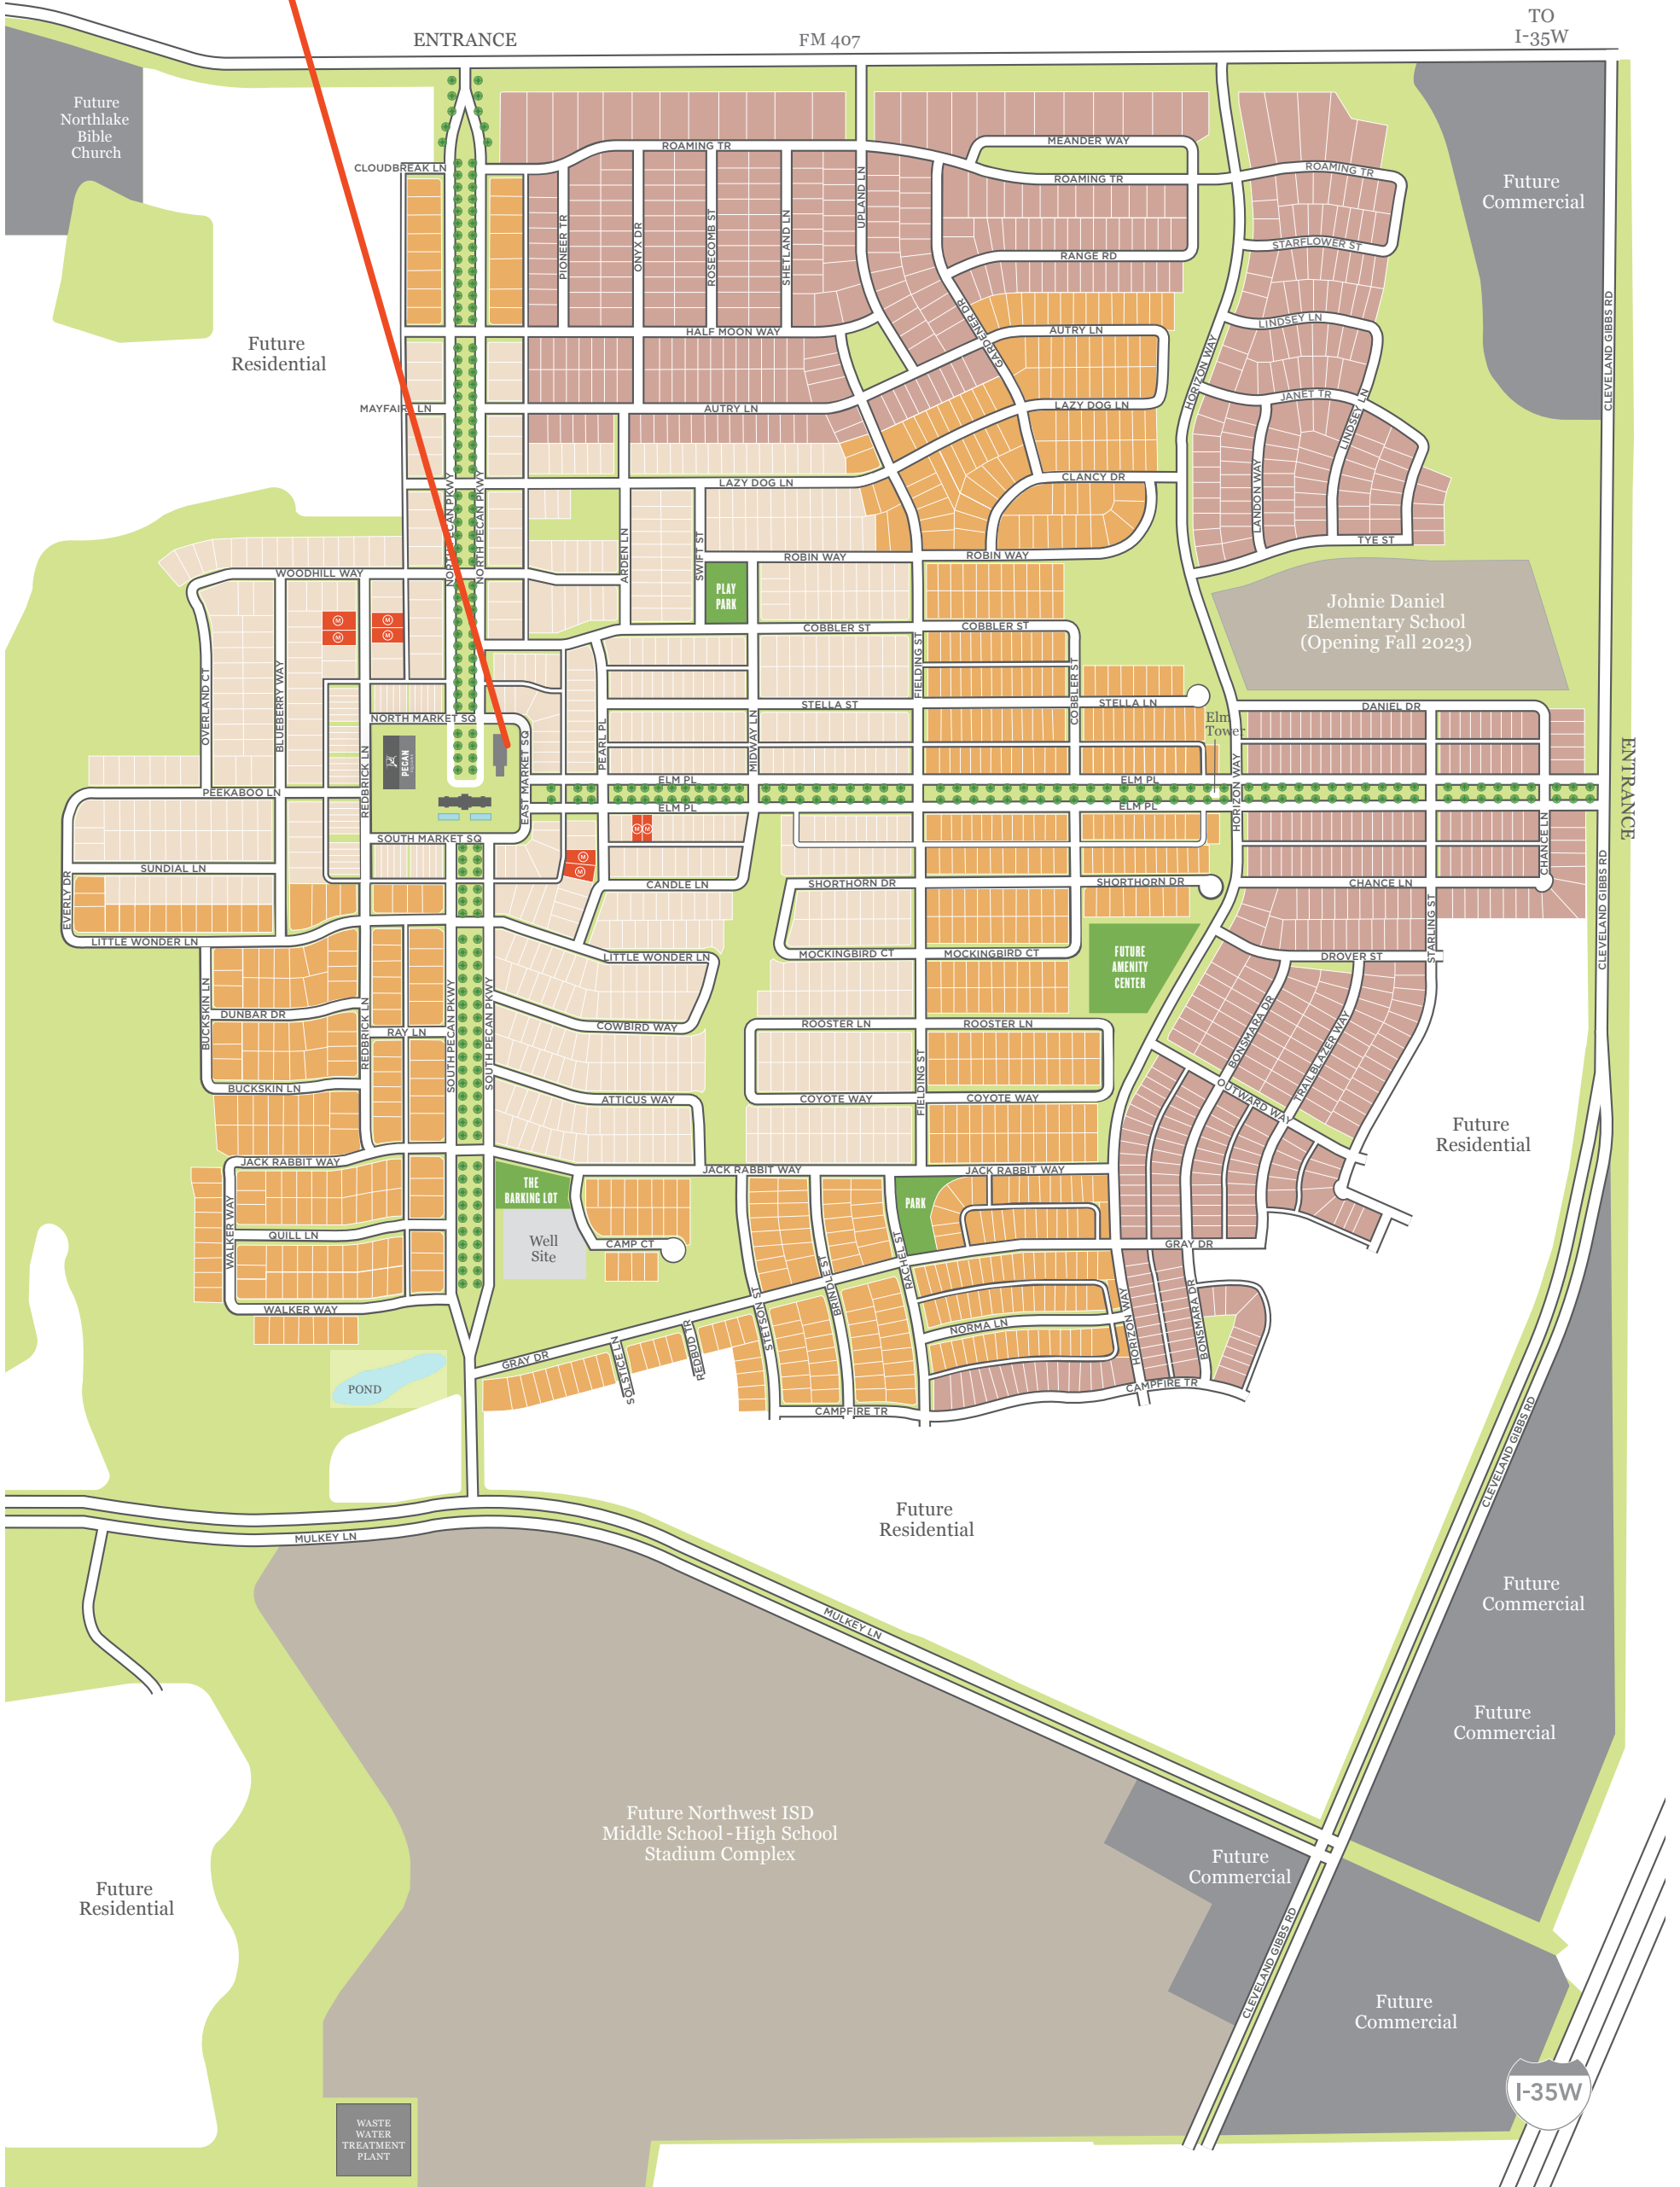 TO
I-35W
ENTRANCE
FM 407
Future
Northlake
Bible
Church
MEANDER WAY
ROAMING TR
CLOUDBREAK LN
ROAMING TR
ROAMING TR
Future
Commercial
PIONEER TR
ONYX DR
ROSECOMB ST
SHETLAND LN
UPLAND LN
STARFLOWER ST
RANGE RD
CLEVELAND GIBBS RD
GARDENER DR
LINDSEY LN
HALF MOON WAY
AUTRY LN
Future
Residential
HORIZON WAY
MAYFAIR LN
AUTRY LN
LAZY DOG LN
JANET TR
LINDSEY LN
NORTH PECAN PKWY
NORTH PECAN PKWY
LAZY DOG LN
CLANCY DR
LANDON WAY
ARDEN LN
SWIFT ST
ROBIN WAY
ROBIN WAY
TYE ST
WOODHILL WAY
PLAY
PARK
Johnie Daniel
Elementary School
(Opening Fall 2023)
M
M
M
M
COBBLER ST
COBBLER ST
FIELDING ST
COBBLER ST
OVERLAND CT
BLUEBERRY WAY
STELLA ST
STELLA LN
DANIEL DR
NORTH MARKET SQ
Elm
Tower
PECAN
REDBRICK LN
EAST MARKET SQ
PEARL PL
MIDWAY LN
HORIZON WAY
ENTRANCE
ELM PL
ELM PL
PEEKABOO LN
ELM PL
ELM PL
M M
SOUTH MARKET SQ
CHANCE LN
M
M
SUNDIAL LN
CANDLE LN
SHORTHORN DR
SHORTHORN DR
CHANCE LN
EVERLY DR
STARLING ST
CLEVELAND GIBBS RD
LITTLE WONDER LN
LITTLE WONDER LN
MOCKINGBIRD CT
MOCKINGBIRD CT
FUTURE
AMENITY
CENTER
DROVER ST
BUCKSKIN LN
DUNBAR DR
REDBRICK LN
RAY LN
SOUTH PECAN PKWY
SOUTH PECAN PKWY
COWBIRD WAY
ROOSTER LN
ROOSTER LN
BONSMARA DR
TRAILBLAZER WAY
BUCKSKIN LN
ATTICUS WAY
COYOTE WAY
COYOTE WAY
FIELDING ST
OUTWARD WAY
Future
Residential
JACK RABBIT WAY
JACK RABBIT WAY
JACK RABBIT WAY
THE
BARKING LOT
PARK
WALKER WAY
QUILL LN
Well
Site
CAMP CT
GRAY DR
RACHEL ST
BRINDLE ST
STETSON ST
WALKER WAY
HORIZON WAY
BONSMARA DR
NORMA LN
GRAY DR
SOLSTICE LN
REDBUD TR
POND
CAMPFIRE TR
CAMPFIRE TR
CLEVELAND GIBBS RD
Future
Residential
MULKEY LN
MULKEY LN
Future
Commercial
Future
Commercial
Future Northwest ISD
Middle School-High School
Stadium Complex
Future
Commercial
Future
Residential
CLEVELAND GIBBS RD
Future
Commercial
I-35W
WASTE
WATER
TREATMENT
PLANT